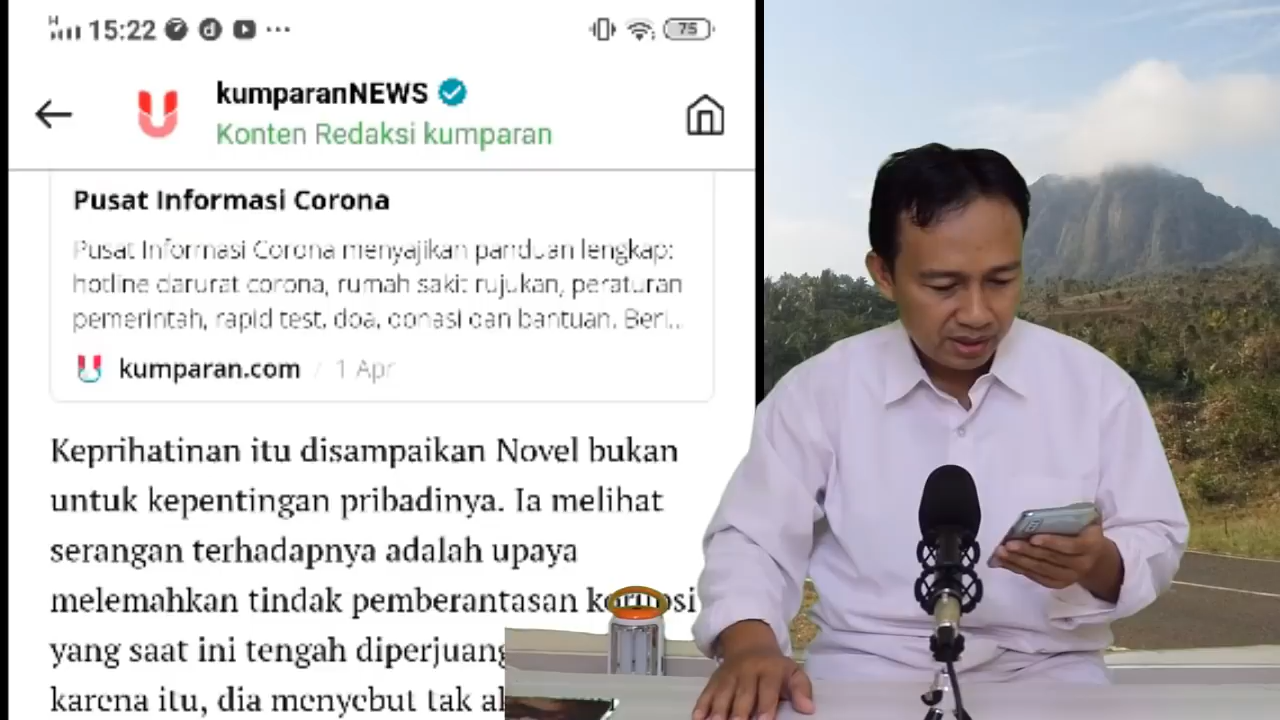 15:22
75
kumparanNEWS
Konten Redaksi kumparan
Pusat Informasi Corona
Pusat Informasi Corona menyajikan panduan lengkap:
hotline darurat corona, rumah sakit rujukan, peraturan
pemerintah, rapid test, doa, donasi dan bantuan. Beri...
kumparan.com / 1 Apr
Keprihatinan itu disampaikan Novel bukan
untuk kepentingan pribadinya. Ia melihat
serangan terhadapnya adalah upaya
melemahkan tindak pemberantasan korupsi
yang saat ini tengah
karena itu, dia menyebut tak